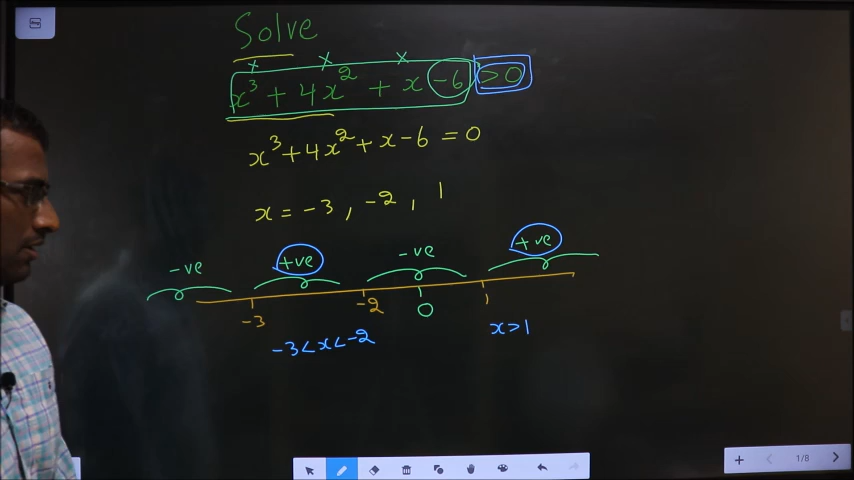 Solve
x³ + 4x² + x - 6 > 0
x³ + 4x² + x - 6 = 0
x = -3, -2, 1
-ve +ve -ve +ve
-3 -2 0 1
-3 < x < -2 x > 1
+ < 1/8 >